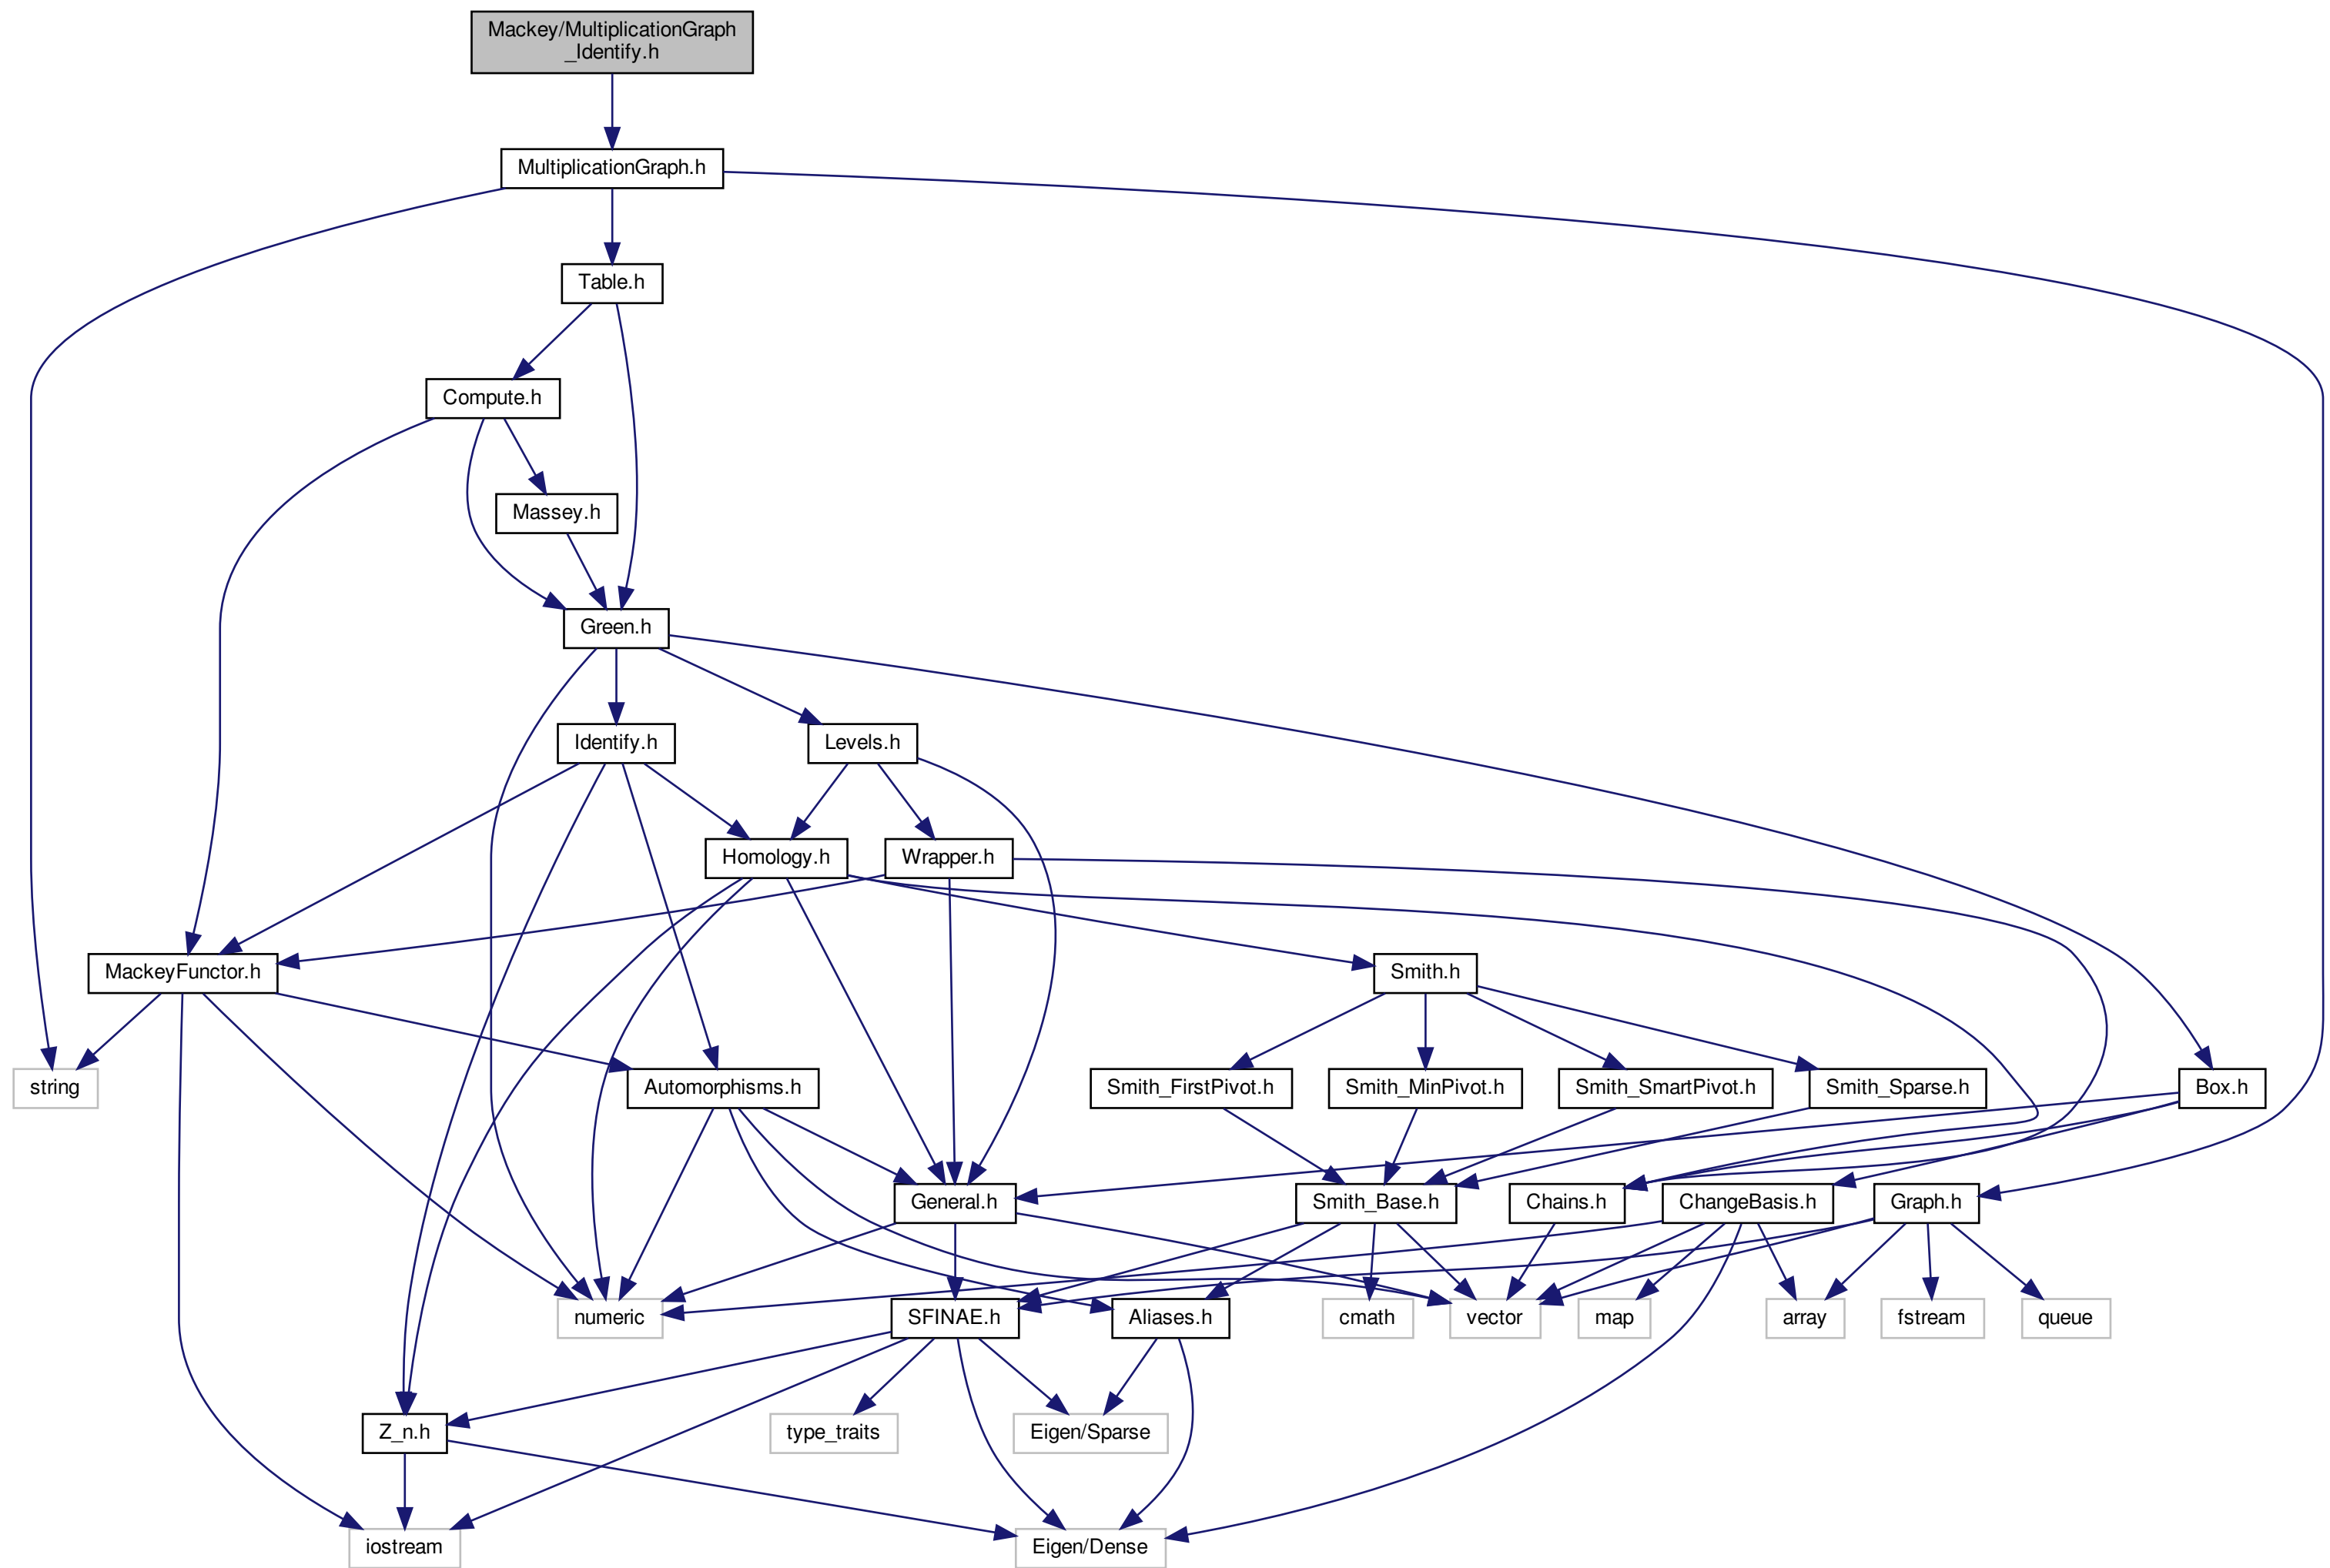 Mackey/MultiplicationGraph
_Identify.h
MultiplicationGraph.h
Table.h
Compute.h
Massey.h
Green.h
Identify.h
Levels.h
Homology.h
Wrapper.h
MackeyFunctor.h
Smith.h
string
Automorphisms.h
Smith_FirstPivot.h
Smith_MinPivot.h
Smith_SmartPivot.h
Smith_Sparse.h
Box.h
General.h
Smith_Base.h
Chains.h
ChangeBasis.h
Graph.h
numeric
SFINAE.h
Aliases.h
cmath
vector
map
array
fstream
queue
Z_n.h
type_traits
Eigen/Sparse
iostream
Eigen/Dense